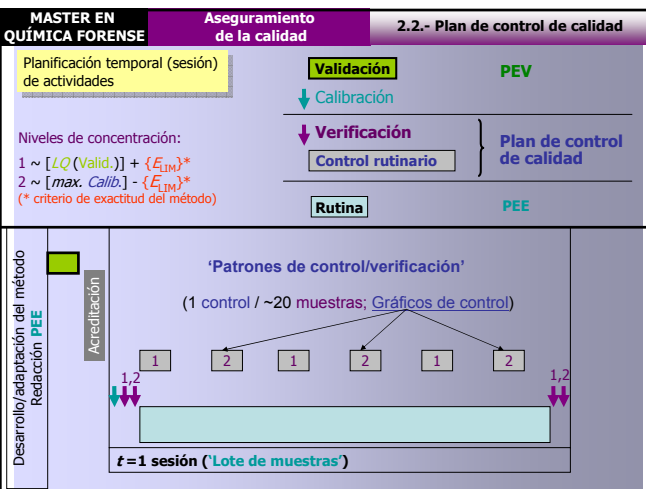 MASTER EN
QUÍMICA FORENSE
Aseguramiento
de la calidad
2.2.- Plan de control de calidad
Planificación temporal (sesión)
de actividades
Validación
PEV
Calibración
Niveles de concentración:
1 ~ [LQ (Valid.)] + {E_LIM}*
2 ~ [max. Calib.] - {E_LIM}*
(* criterio de exactitud del método)
Verificación
Control rutinario
Plan de control
de calidad
Rutina
PEE
Desarrollo/adaptación del método
Redacción PEE
Acreditación
‘Patrones de control/verificación’
(1 control / ~20 muestras; Gráficos de control)
1 2 1 2 1 2
1,2
1,2
t =1 sesión (‘Lote de muestras’)